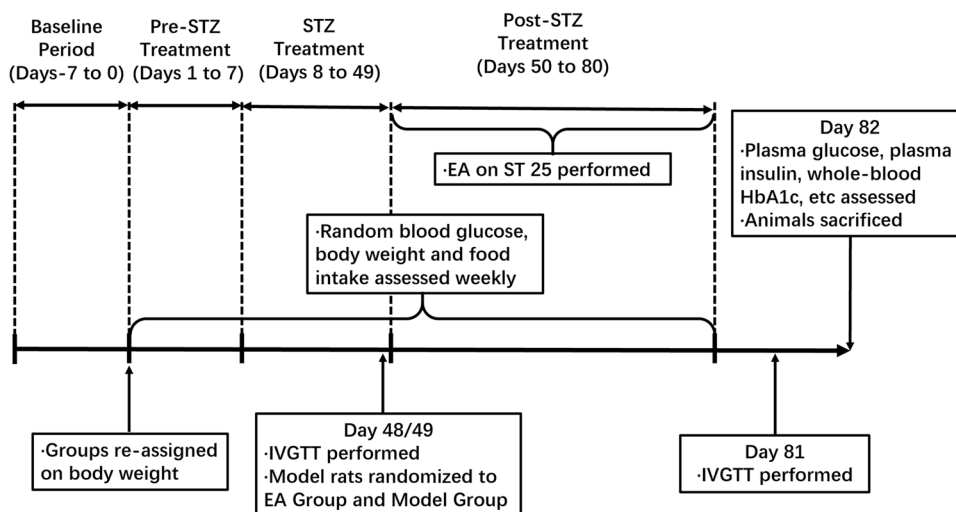 Baseline
Period
(Days-7 to 0)
Pre-STZ
Treatment
(Days 1 to 7)
STZ
Treatment
(Days 8 to 49)
Post-STZ
Treatment
(Days 50 to 80)
·EA on ST 25 performed
Day 82
·Plasma glucose, plasma
insulin, whole-blood
HbA1c, etc assessed
·Animals sacrificed
·Random blood glucose,
body weight and food
intake assessed weekly
·Groups re-assigned
on body weight
Day 48/49
·IVGTT performed
·Model rats randomized to
EA Group and Model Group
Day 81
·IVGTT performed